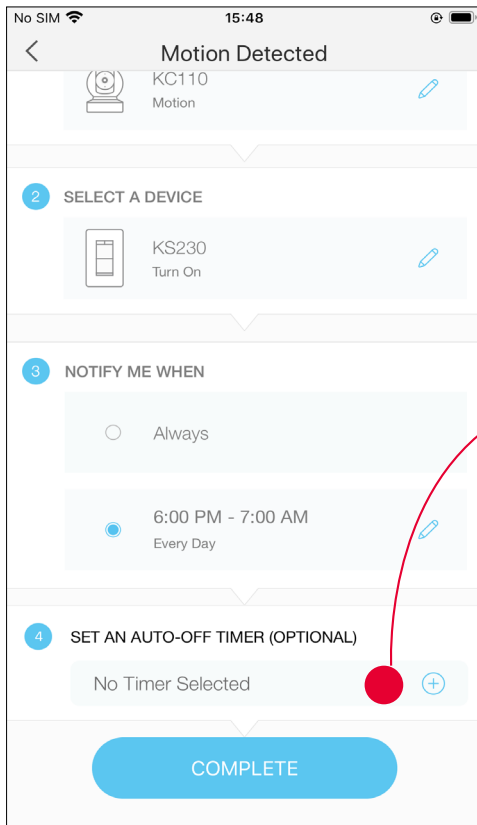 No SIM 15:48
Motion Detected
KC110
Motion
2 SELECT A DEVICE
KS230
Turn On
3 NOTIFY ME WHEN
Always
6:00 PM - 7:00 AM
Every Day
4 SET AN AUTO-OFF TIMER (OPTIONAL)
No Timer Selected
COMPLETE